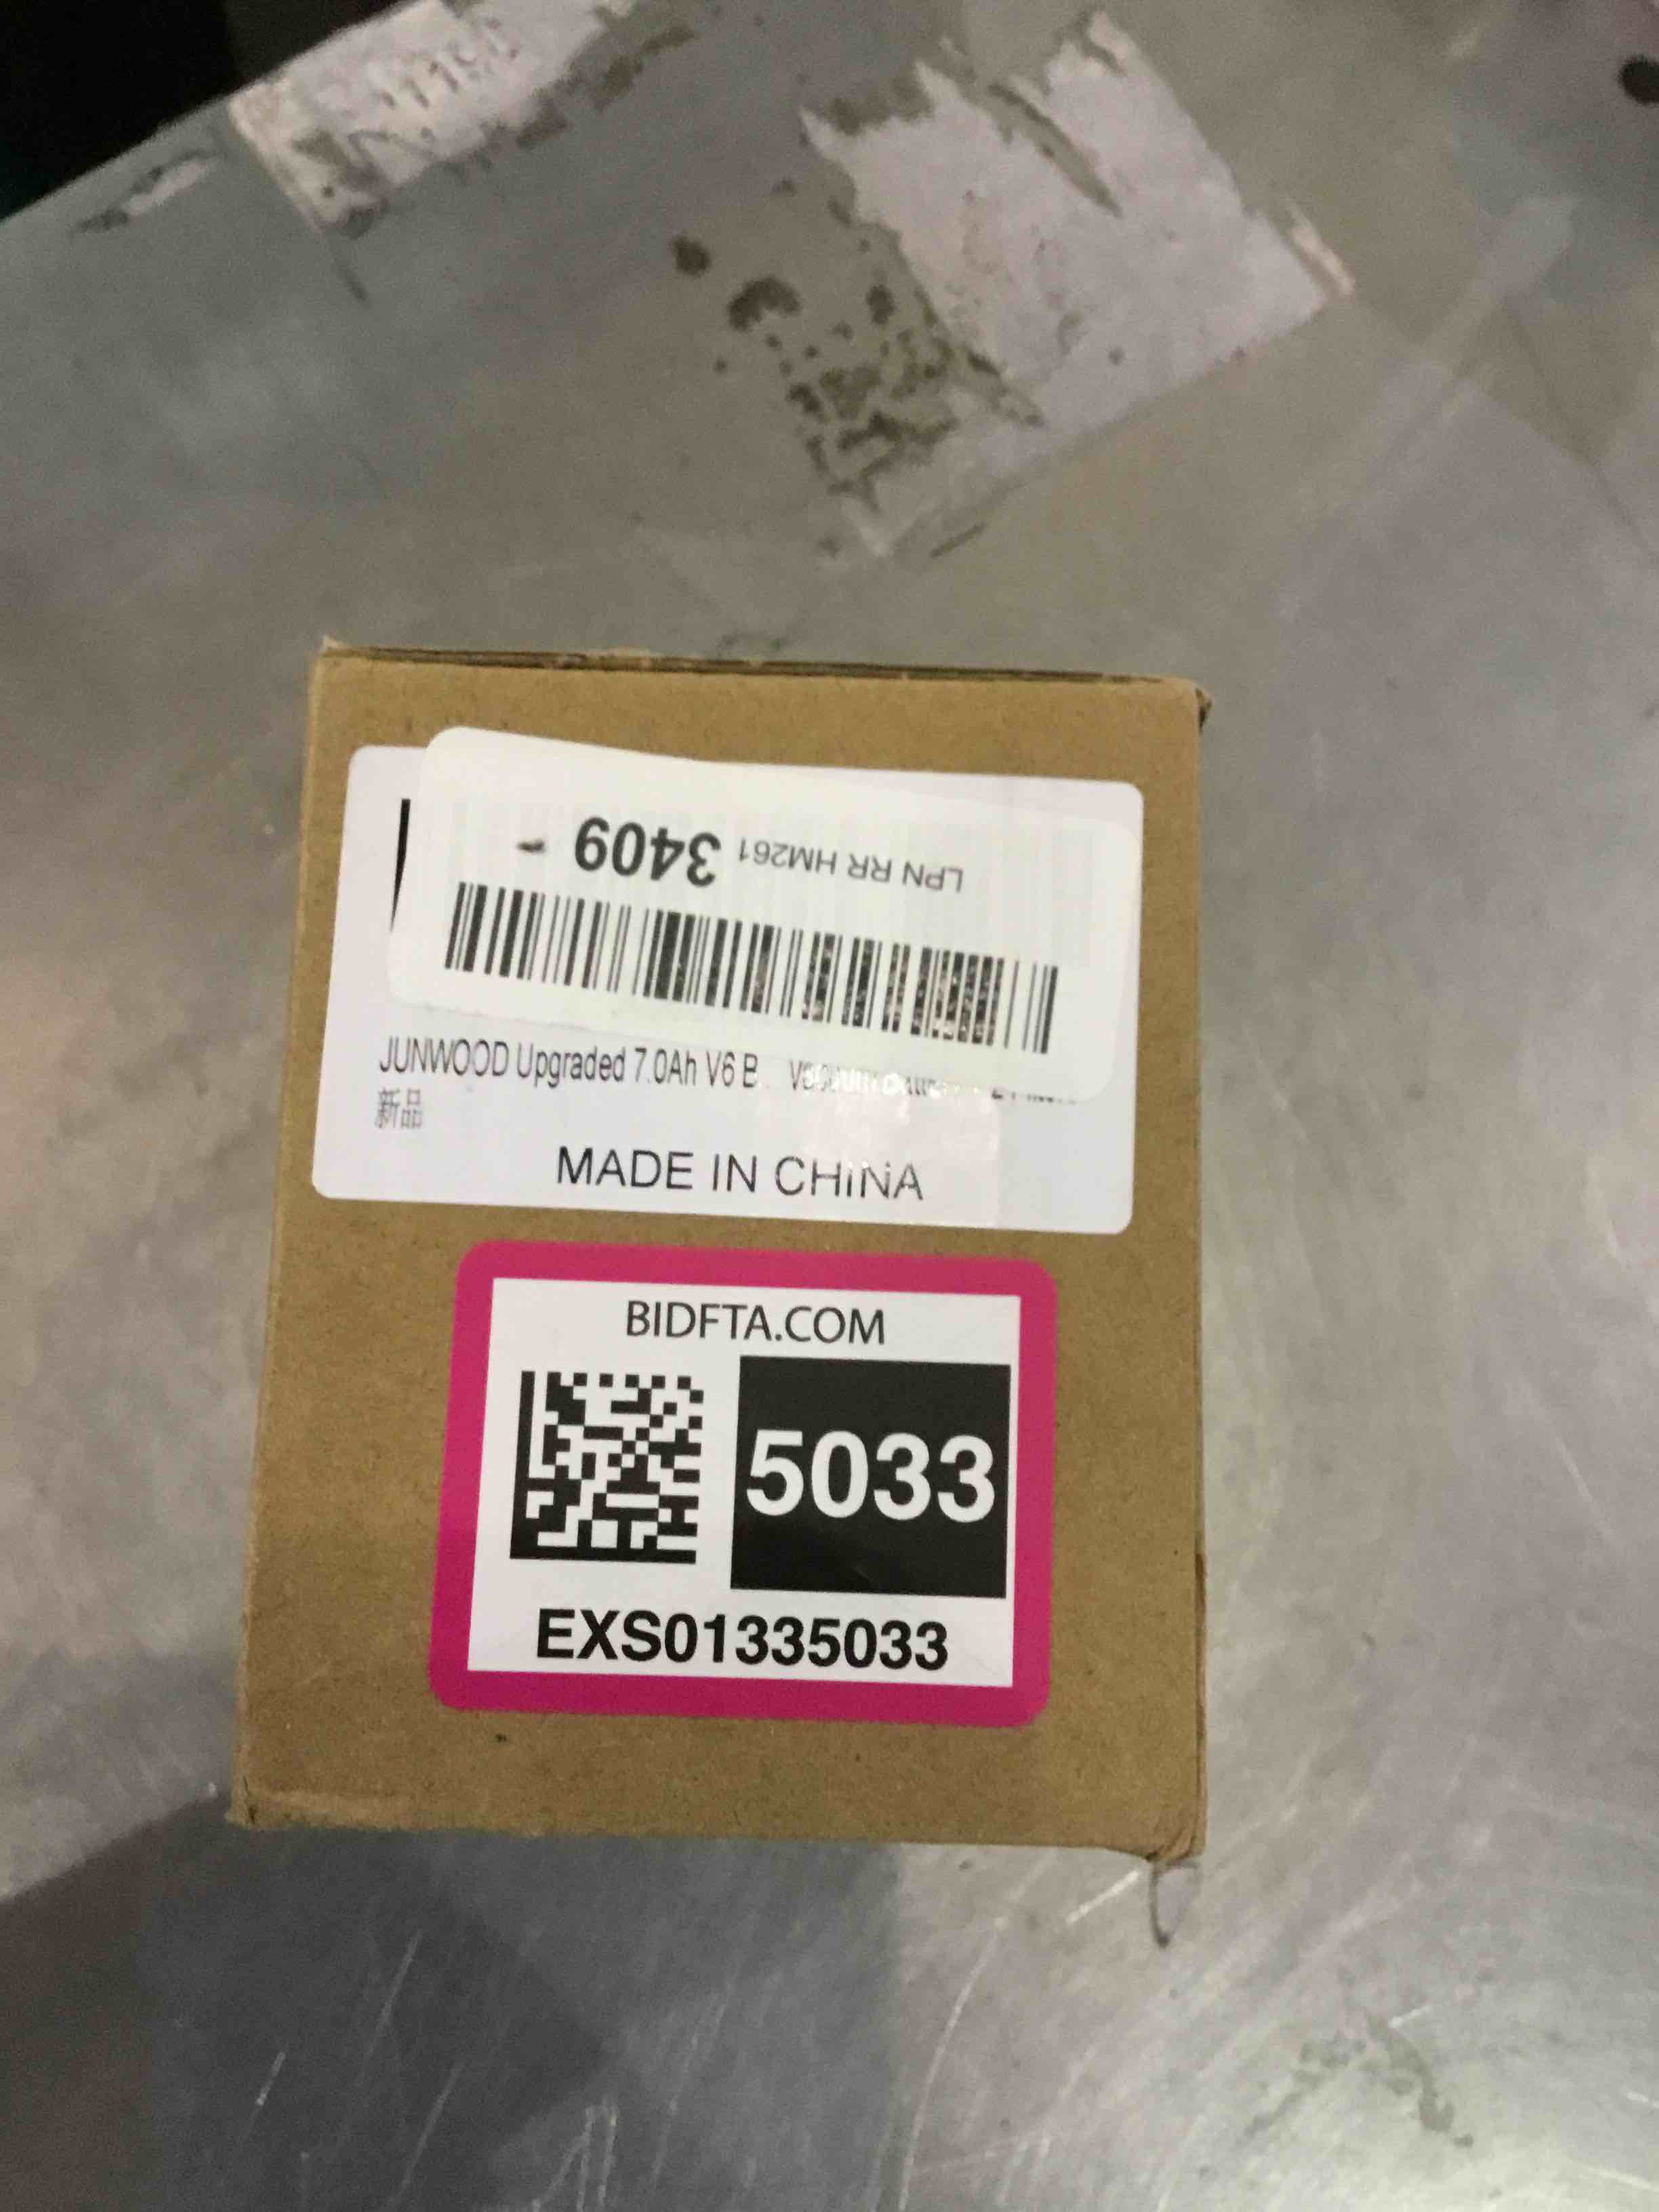 LPN RR HM261 3409 -
JUNWOOD Upgraded 7.0Ah V6 B...
新品
MADE IN CHINA
BIDFTA.COM
5033
EXS01335033